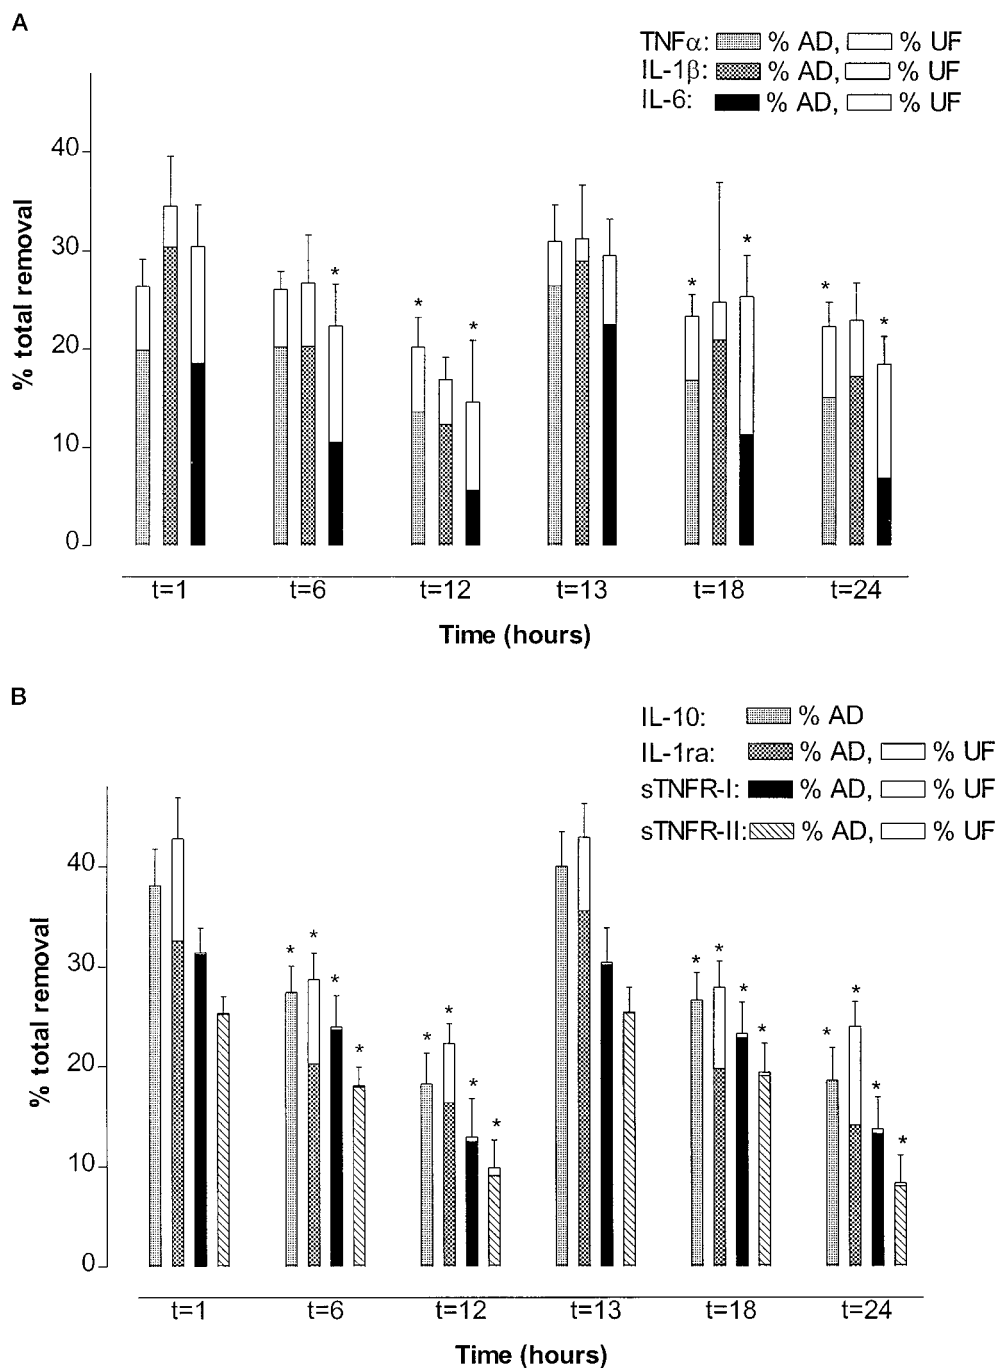 A
TNFα: % AD, % UF
IL-1β: % AD, % UF
IL-6: % AD, % UF
% total removal
40
30
20
10
0
* * * * * * *
t=1 t=6 t=12 t=13 t=18 t=24
Time (hours)
B
IL-10: % AD
IL-1ra: % AD, % UF
sTNFR-I: % AD, % UF
sTNFR-II: % AD, % UF
% total removal
40
30
20
10
0
* * * * * * * * * * * * * * * *
t=1 t=6 t=12 t=13 t=18 t=24
Time (hours)